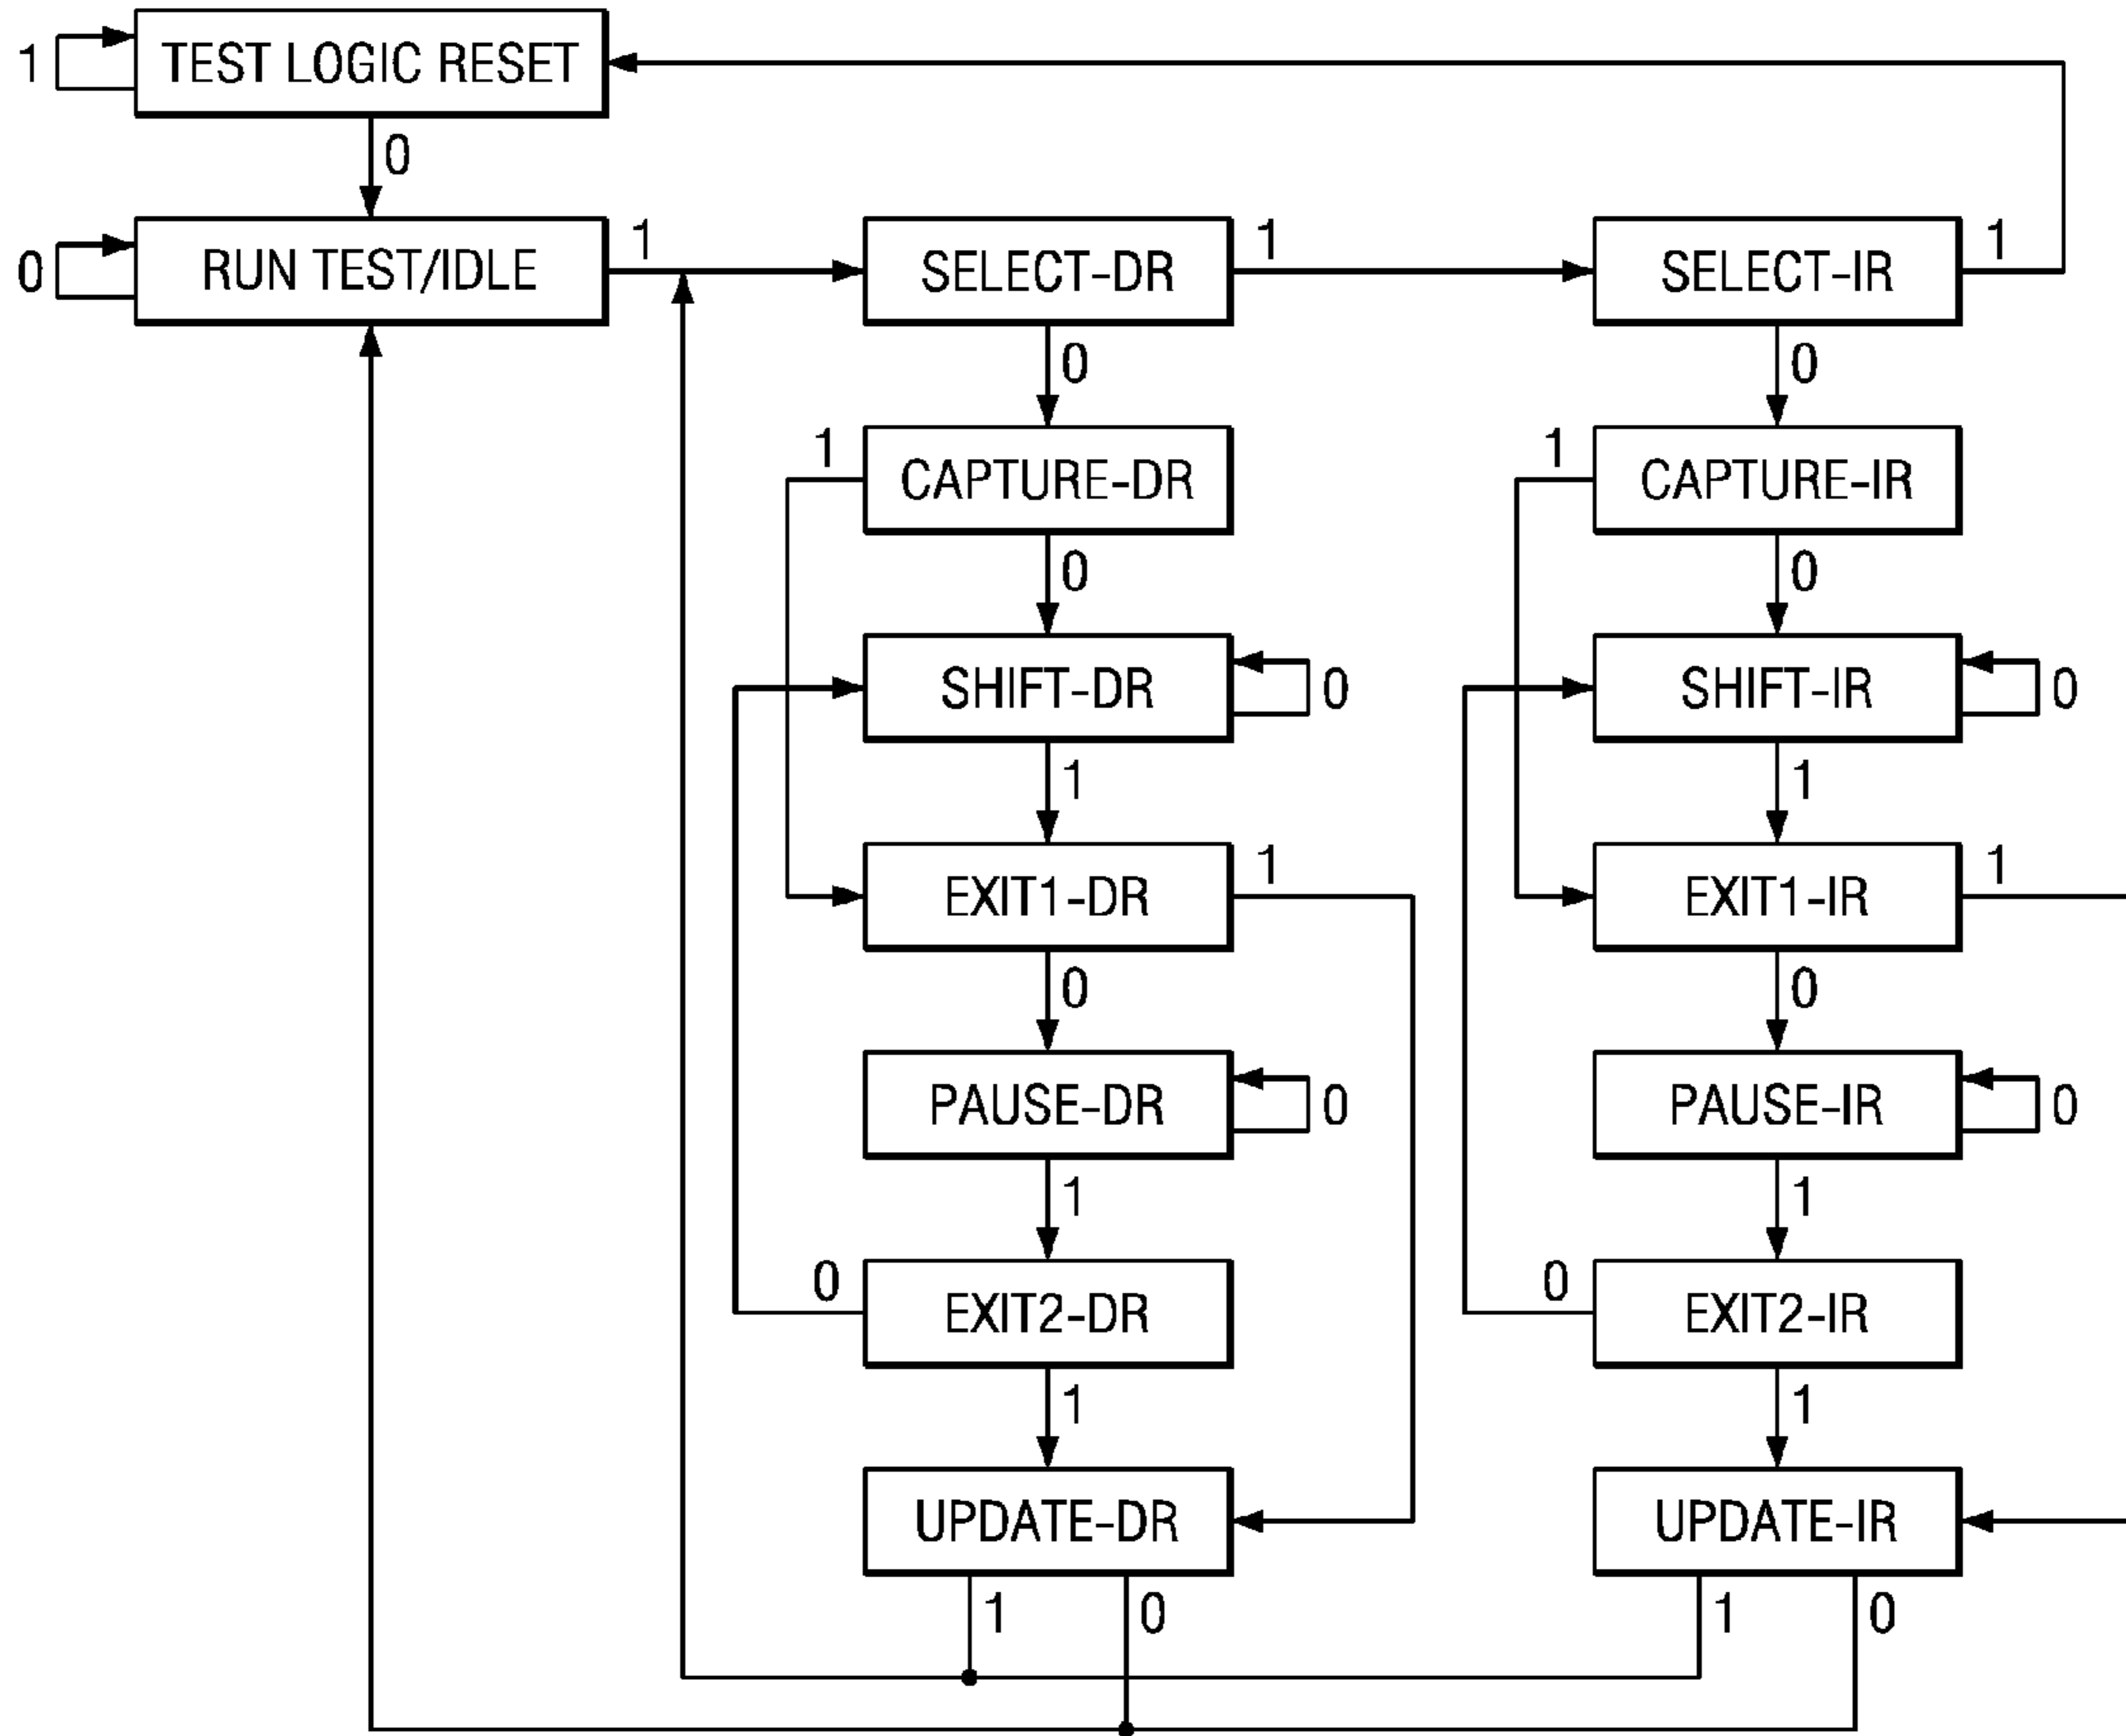 1 TEST LOGIC RESET
0
0 RUN TEST/IDLE 1 SELECT-DR 1 SELECT-IR 1
0 0
1 CAPTURE-DR 1 CAPTURE-IR
0 0
SHIFT-DR 0 SHIFT-IR 0
1 1
EXIT1-DR 1 EXIT1-IR 1
0 0
PAUSE-DR 0 PAUSE-IR 0
1 1
0 EXIT2-DR 0 EXIT2-IR
1 1
UPDATE-DR UPDATE-IR
1 0 1 0